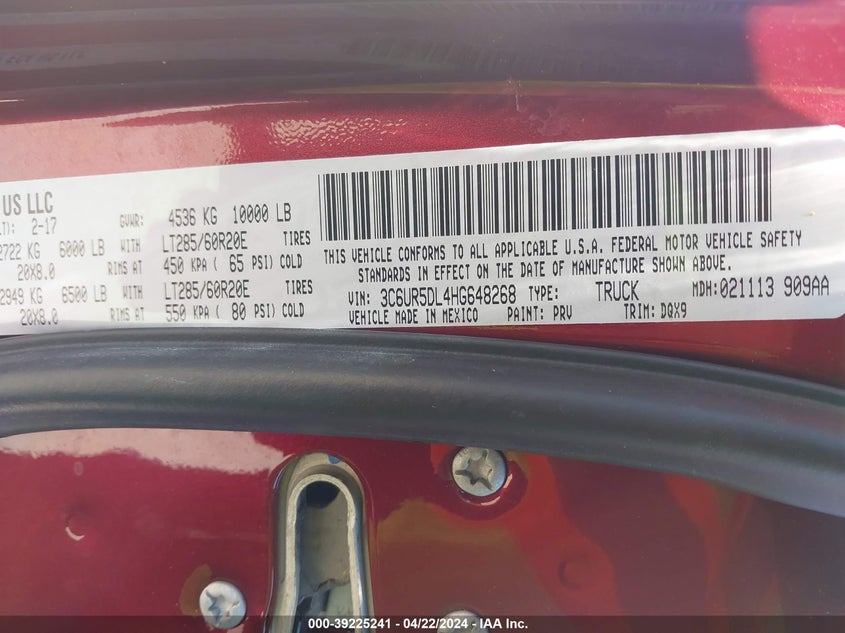 US LLC
LT): 2-17 GVWR: 4536 KG 10000 LB
2722 KG 6000 LB WITH LT285/60R20E TIRES
20X8.0 RIMS AT 450 KPA ( 65 PSI) COLD
2949 KG 6500 LB WITH LT285/60R20E TIRES
20X8.0 RIMS AT 550 KPA ( 80 PSI) COLD
THIS VEHICLE CONFORMS TO ALL APPLICABLE U.S.A. FEDERAL MOTOR VEHICLE SAFETY
STANDARDS IN EFFECT ON THE DATE OF MANUFACTURE SHOWN ABOVE.
VIN: 3C6UR5DL4HG648268 TYPE: TRUCK MDH: 021113 909AA
VEHICLE MADE IN MEXICO PAINT: PRV TRIM: DQX9
000-39225241 - 04/22/2024 - IAA Inc.